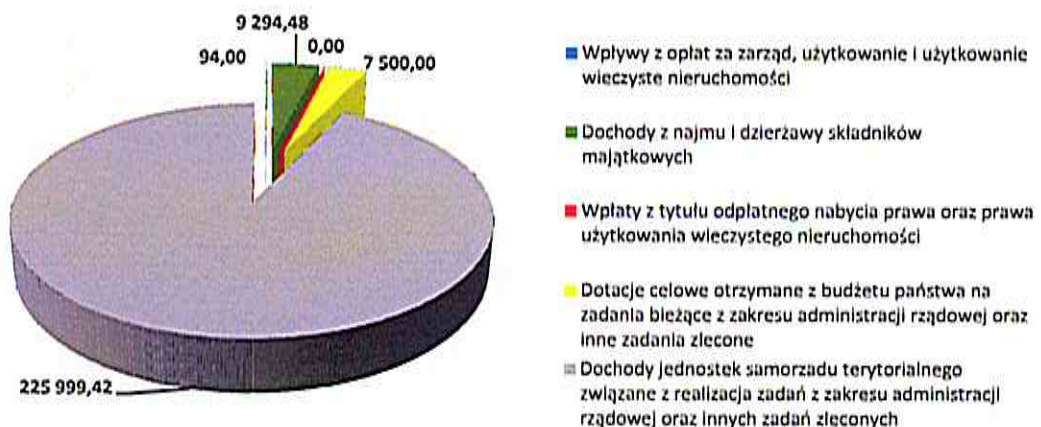 9 294,48
94,00
0,00
7 500,00
225 999,42
Wpływy z opłat za zarząd, użytkowanie i użytkowanie
wieczyste nieruchomości
Dochody z najmu i dzierżawy składników
majątkowych
Wpłaty z tytułu odpłatnego nabycia prawa oraz prawa
użytkowania wieczystego nieruchomości
Dotacje celowe otrzymane z budżetu państwa na
zadania bieżące z zakresu administracji rządowej oraz
inne zadania zlecone
Dochody jednostek samorzadu terytorialnego
związane z realizacja zadań z zakresu administracji
rządowej oraz innych zadań zleconych